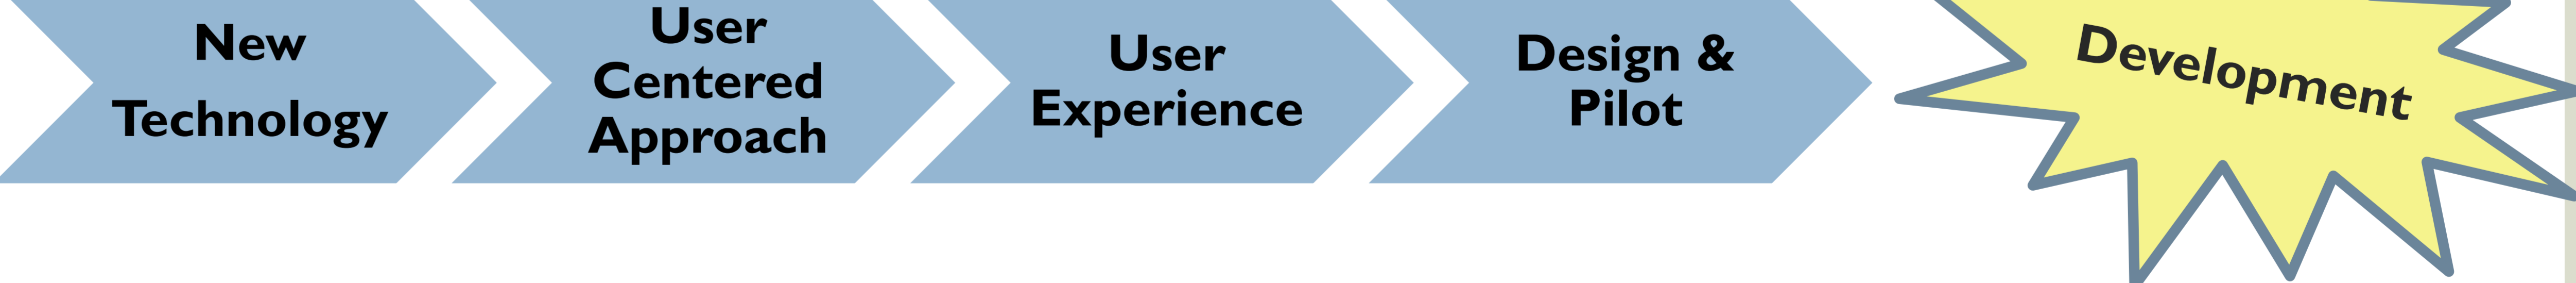 New
Technology
User
Centered
Approach
User
Experience
Design &
Pilot
Development